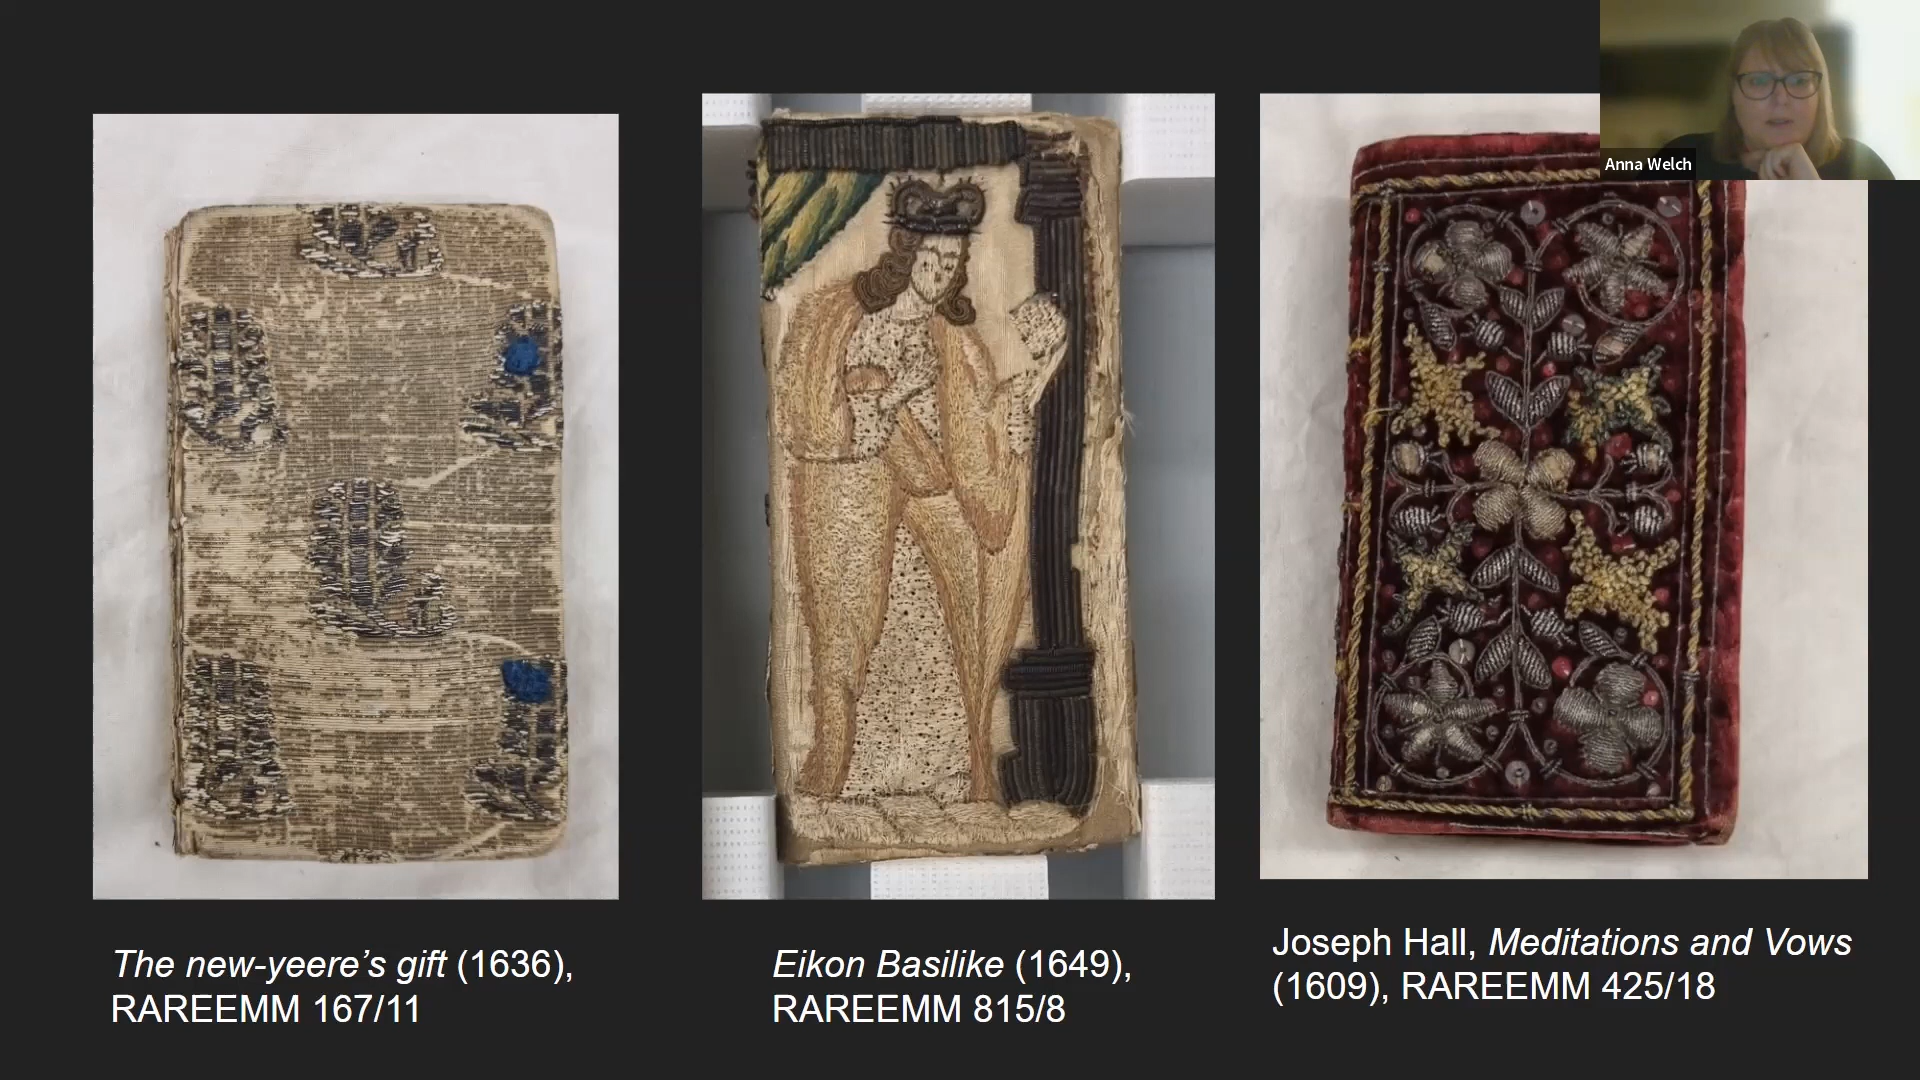 Anna Welch
The new-yeere’s gift (1636),
RAREEMM 167/11
Eikon Basilike (1649),
RAREEMM 815/8
Joseph Hall, Meditations and Vows
(1609), RAREEMM 425/18